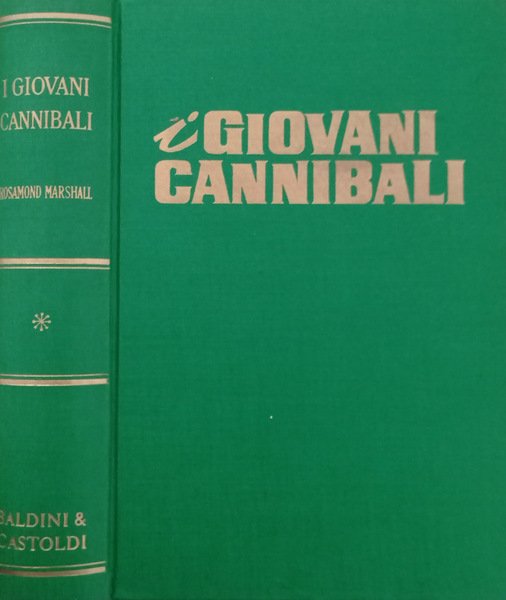 I GIOVANI
CANNIBALI
ROSAMOND MARSHALL
*
BALDINI &
CASTOLDI
i GIOVANI
CANNIBALI